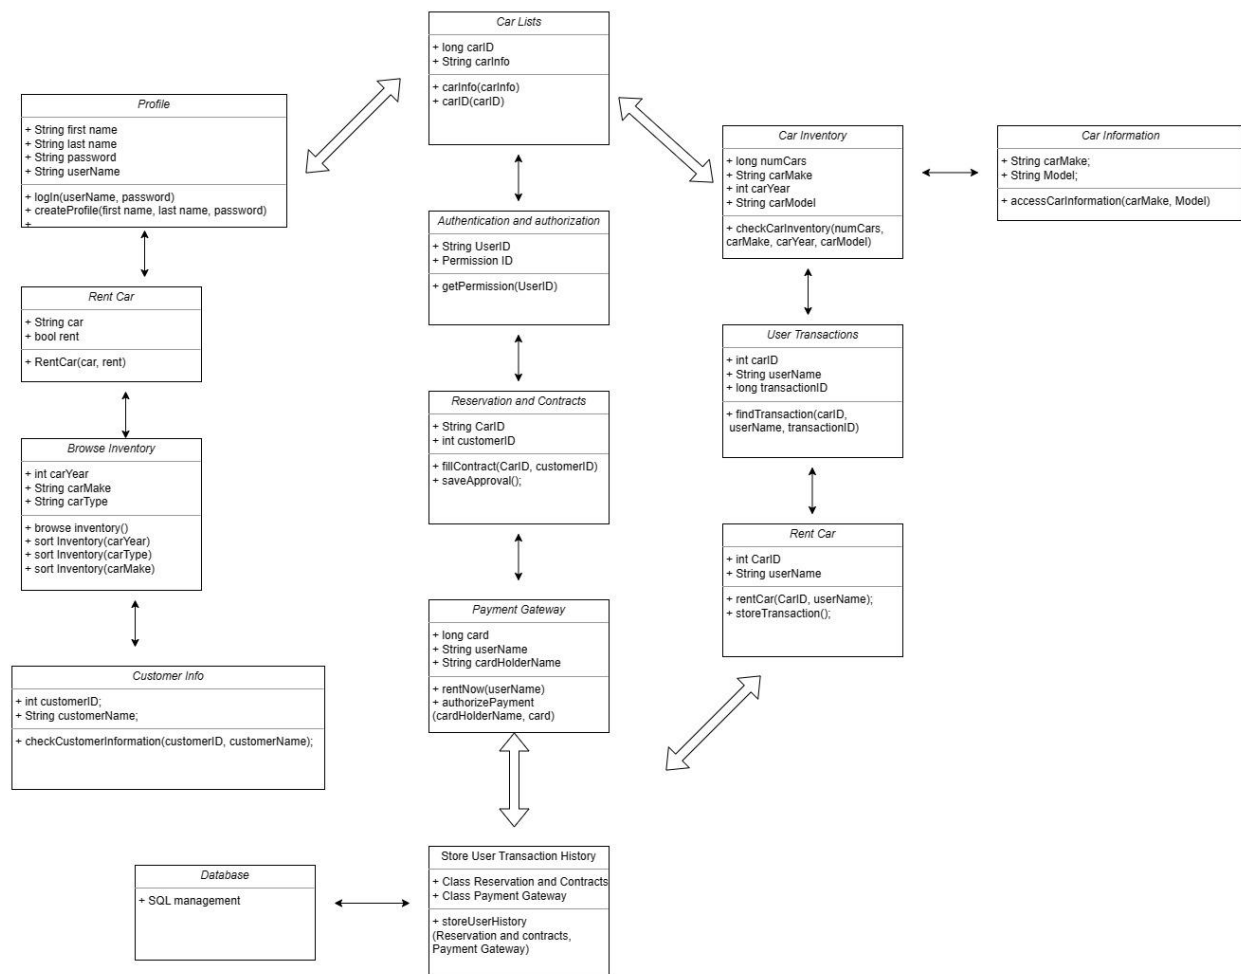 Car Lists
+ long carID
+ String carInfo
+ carInfo(carInfo)
+ carID(carID)
Profile
+ String first name
+ String last name
+ String password
+ String userName
+ logIn(userName, password)
+ createProfile(first name, last name, password)
+
Car Inventory
+ long numCars
+ String carMake
+ int carYear
+ String carModel
+ checkCarInventory(numCars,
carMake, carYear, carModel)
Car Information
+ String carMake;
+ String Model;
+ accessCarInformation(carMake, Model)
Authentication and authorization
+ String UserID
+ Permission ID
+ getPermission(UserID)
Rent Car
+ String car
+ bool rent
+ RentCar(car, rent)
User Transactions
+ int carID
+ String userName
+ long transactionID
+ findTransaction(carID,
userName, transactionID)
Reservation and Contracts
+ String CarID
+ int customerID
+ fillContract(CarID, customerID)
+ saveApproval();
Browse Inventory
+ int carYear
+ String carMake
+ String carType
+ browse inventory()
+ sort Inventory(carYear)
+ sort Inventory(carType)
+ sort Inventory(carMake)
Rent Car
+ int CarID
+ String userName
+ rentCar(CarID, userName);
+ storeTransaction();
Payment Gateway
+ long card
+ String userName
+ String cardHolderName
+ rentNow(userName)
+ authorizePayment
(cardHolderName, card)
Customer Info
+ int customerID;
+ String customerName;
+ checkCustomerInformation(customerID, customerName);
Store User Transaction History
+ Class Reservation and Contracts
+ Class Payment Gateway
+ storeUserHistory
(Reservation and contracts,
Payment Gateway)
Database
+ SQL management